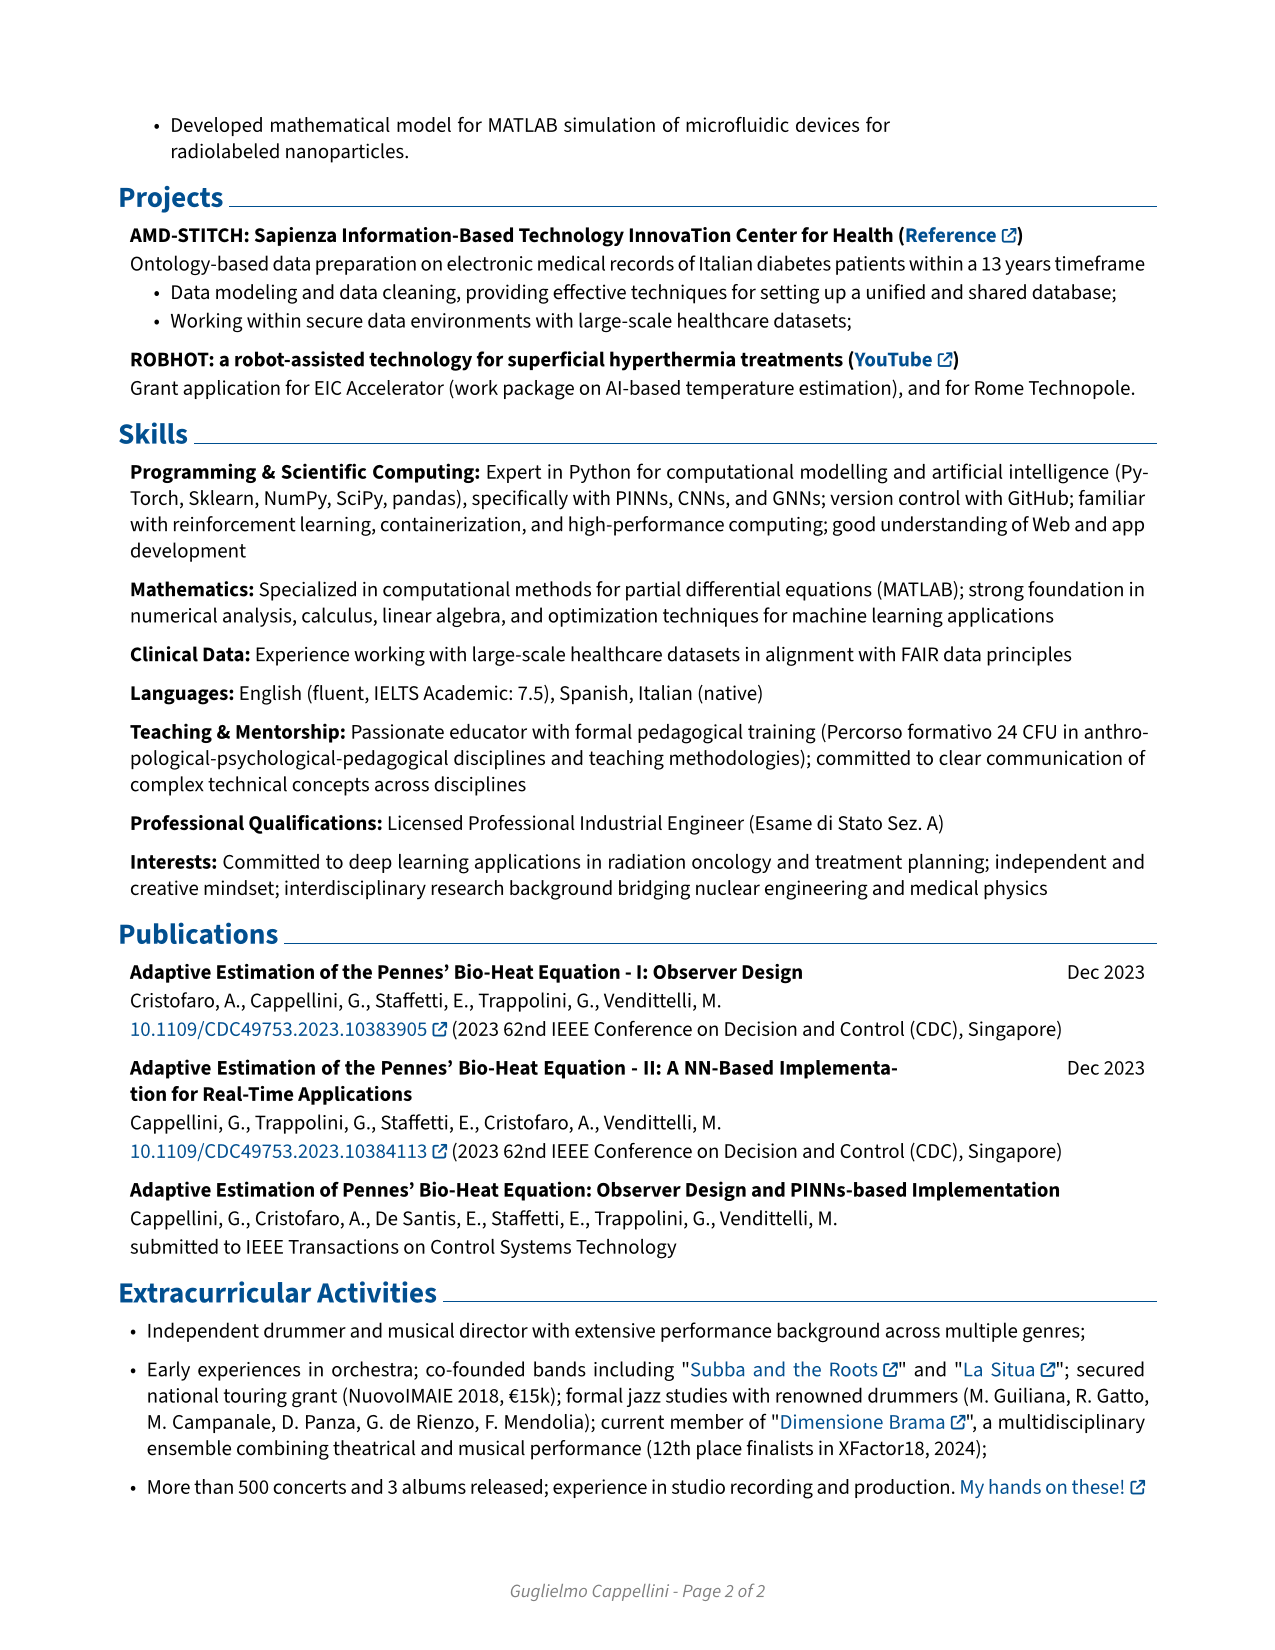 • Developed mathematical model for MATLAB simulation of microfluidic devices for
radiolabeled nanoparticles.
Projects
AMD-STITCH: Sapienza Information-Based Technology InnovaTion Center for Health (Reference)
Ontology-based data preparation on electronic medical records of Italian diabetes patients within a 13 years timeframe
• Data modeling and data cleaning, providing effective techniques for setting up a unified and shared database;
• Working within secure data environments with large-scale healthcare datasets;
ROBHOT: a robot-assisted technology for superficial hyperthermia treatments (YouTube)
Grant application for EIC Accelerator (work package on AI-based temperature estimation), and for Rome Technopole.
Skills
Programming & Scientific Computing: Expert in Python for computational modelling and artificial intelligence (Py-
Torch, Sklearn, NumPy, SciPy, pandas), specifically with PINNs, CNNs, and GNNs; version control with GitHub; familiar
with reinforcement learning, containerization, and high-performance computing; good understanding of Web and app
development
Mathematics: Specialized in computational methods for partial differential equations (MATLAB); strong foundation in
numerical analysis, calculus, linear algebra, and optimization techniques for machine learning applications
Clinical Data: Experience working with large-scale healthcare datasets in alignment with FAIR data principles
Languages: English (fluent, IELTS Academic: 7.5), Spanish, Italian (native)
Teaching & Mentorship: Passionate educator with formal pedagogical training (Percorso formativo 24 CFU in anthro-
pological-psychological-pedagogical disciplines and teaching methodologies); committed to clear communication of
complex technical concepts across disciplines
Professional Qualifications: Licensed Professional Industrial Engineer (Esame di Stato Sez. A)
Interests: Committed to deep learning applications in radiation oncology and treatment planning; independent and
creative mindset; interdisciplinary research background bridging nuclear engineering and medical physics
Publications
Adaptive Estimation of the Pennes’ Bio-Heat Equation - I: Observer Design Dec 2023
Cristofaro, A., Cappellini, G., Staffetti, E., Trappolini, G., Vendittelli, M.
10.1109/CDC49753.2023.10383905 (2023 62nd IEEE Conference on Decision and Control (CDC), Singapore)
Adaptive Estimation of the Pennes’ Bio-Heat Equation - II: A NN-Based Implementa- Dec 2023
tion for Real-Time Applications
Cappellini, G., Trappolini, G., Staffetti, E., Cristofaro, A., Vendittelli, M.
10.1109/CDC49753.2023.10384113 (2023 62nd IEEE Conference on Decision and Control (CDC), Singapore)
Adaptive Estimation of Pennes’ Bio-Heat Equation: Observer Design and PINNs-based Implementation
Cappellini, G., Cristofaro, A., De Santis, E., Staffetti, E., Trappolini, G., Vendittelli, M.
submitted to IEEE Transactions on Control Systems Technology
Extracurricular Activities
• Independent drummer and musical director with extensive performance background across multiple genres;
• Early experiences in orchestra; co-founded bands including "Subba and the Roots" and "La Situa"; secured
national touring grant (NuovoIMAIE 2018, €15k); formal jazz studies with renowned drummers (M. Guiliana, R. Gatto,
M. Campanale, D. Panza, G. de Rienzo, F. Mendolia); current member of "Dimensione Brama", a multidisciplinary
ensemble combining theatrical and musical performance (12th place finalists in XFactor18, 2024);
• More than 500 concerts and 3 albums released; experience in studio recording and production. My hands on these!
Guglielmo Cappellini - Page 2 of 2